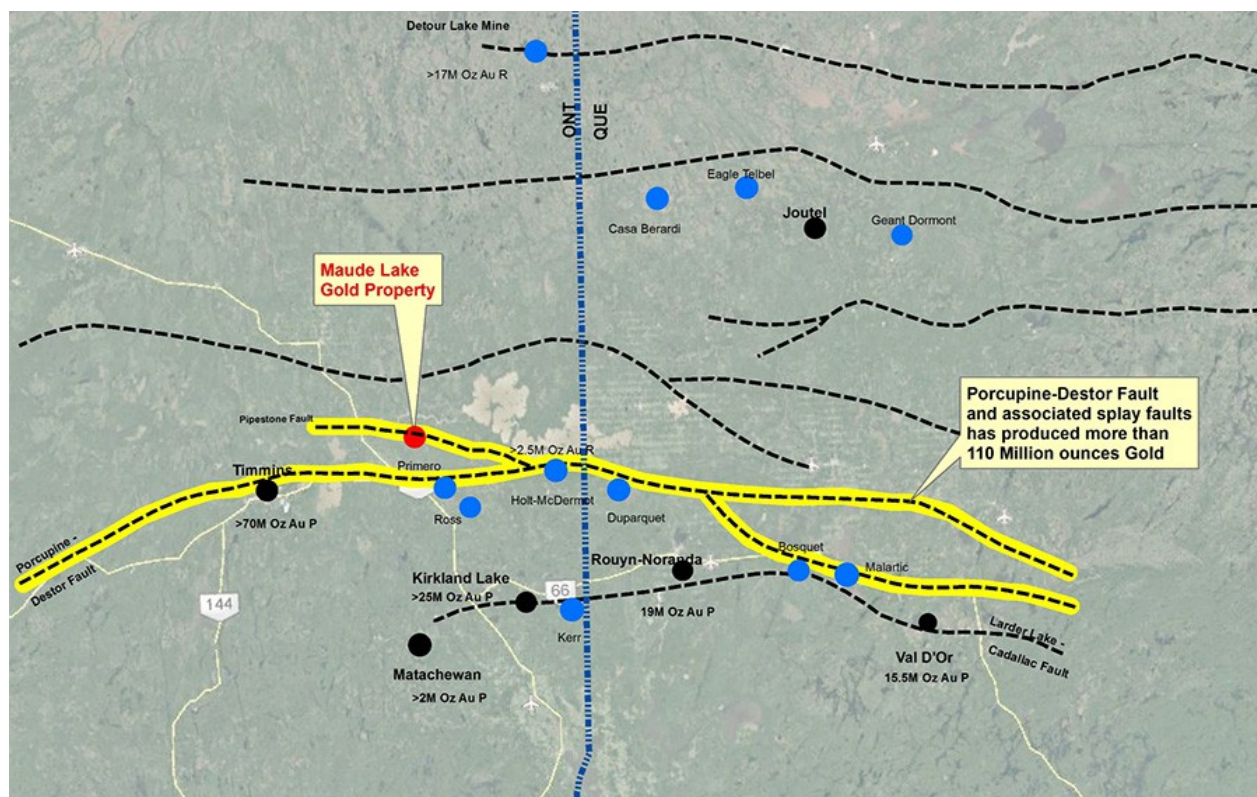 Detour Lake Mine
>17M Oz Au R
ONT
QUE
Eagle Telbel
Casa Berardi
Joutel
Geant Dormont
Maude Lake
Gold Property
Porcupine-Destor Fault
and associated splay faults
has produced more than
110 Million ounces Gold
Pipestone Fault
>2.5M Oz Au R
Timmins
Primero
Holt-McDermot
>70M Oz Au P
Ross
Duparquet
Porcupine -
Destor Fault
Bosquet
Rouyn-Noranda
Malartic
Kirkland Lake
>25M Oz Au P
66
144
19M Oz Au P
Kerr
Larder Lake -
Cadallac Fault
Matachewan
>2M Oz Au P
Val D'Or
15.5M Oz Au P